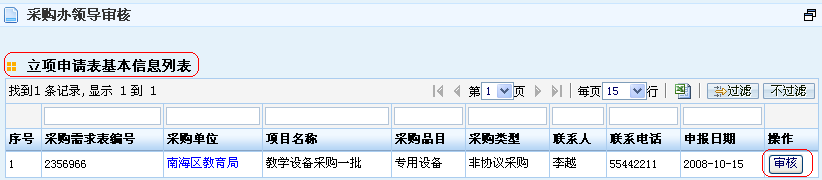 采购办领导审核
立项申请表基本信息列表
找到1 条记录, 显示 1 到 1 第 1 页 每页 15 行 过滤 不过滤
序号 采购需求表编号 采购单位 项目名称 采购品目 采购类型 联系人 联系电话 申报日期 操作
1 2356966 南海区教育局 教学设备采购一批 专用设备 非协议采购 李越 55442211 2008-10-15 审核